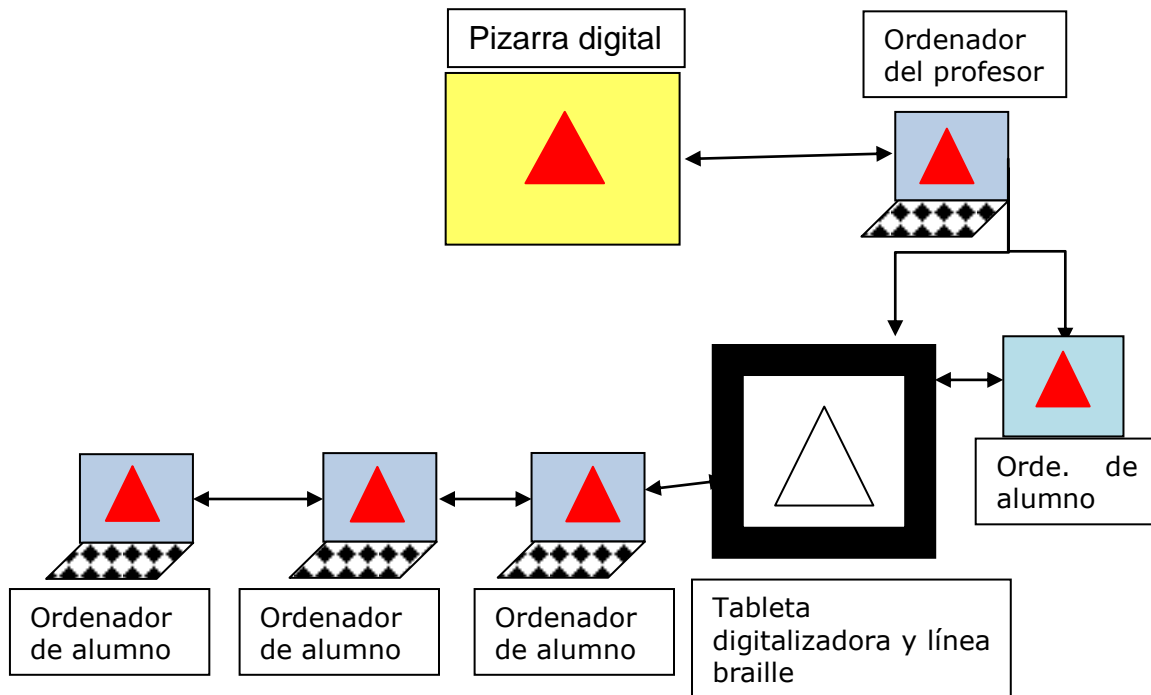 Pizarra digital
Ordenador
del profesor
Orde. de
alumno
Ordenador
de alumno
Ordenador
de alumno
Ordenador
de alumno
Tableta
digitalizadora y línea
braille